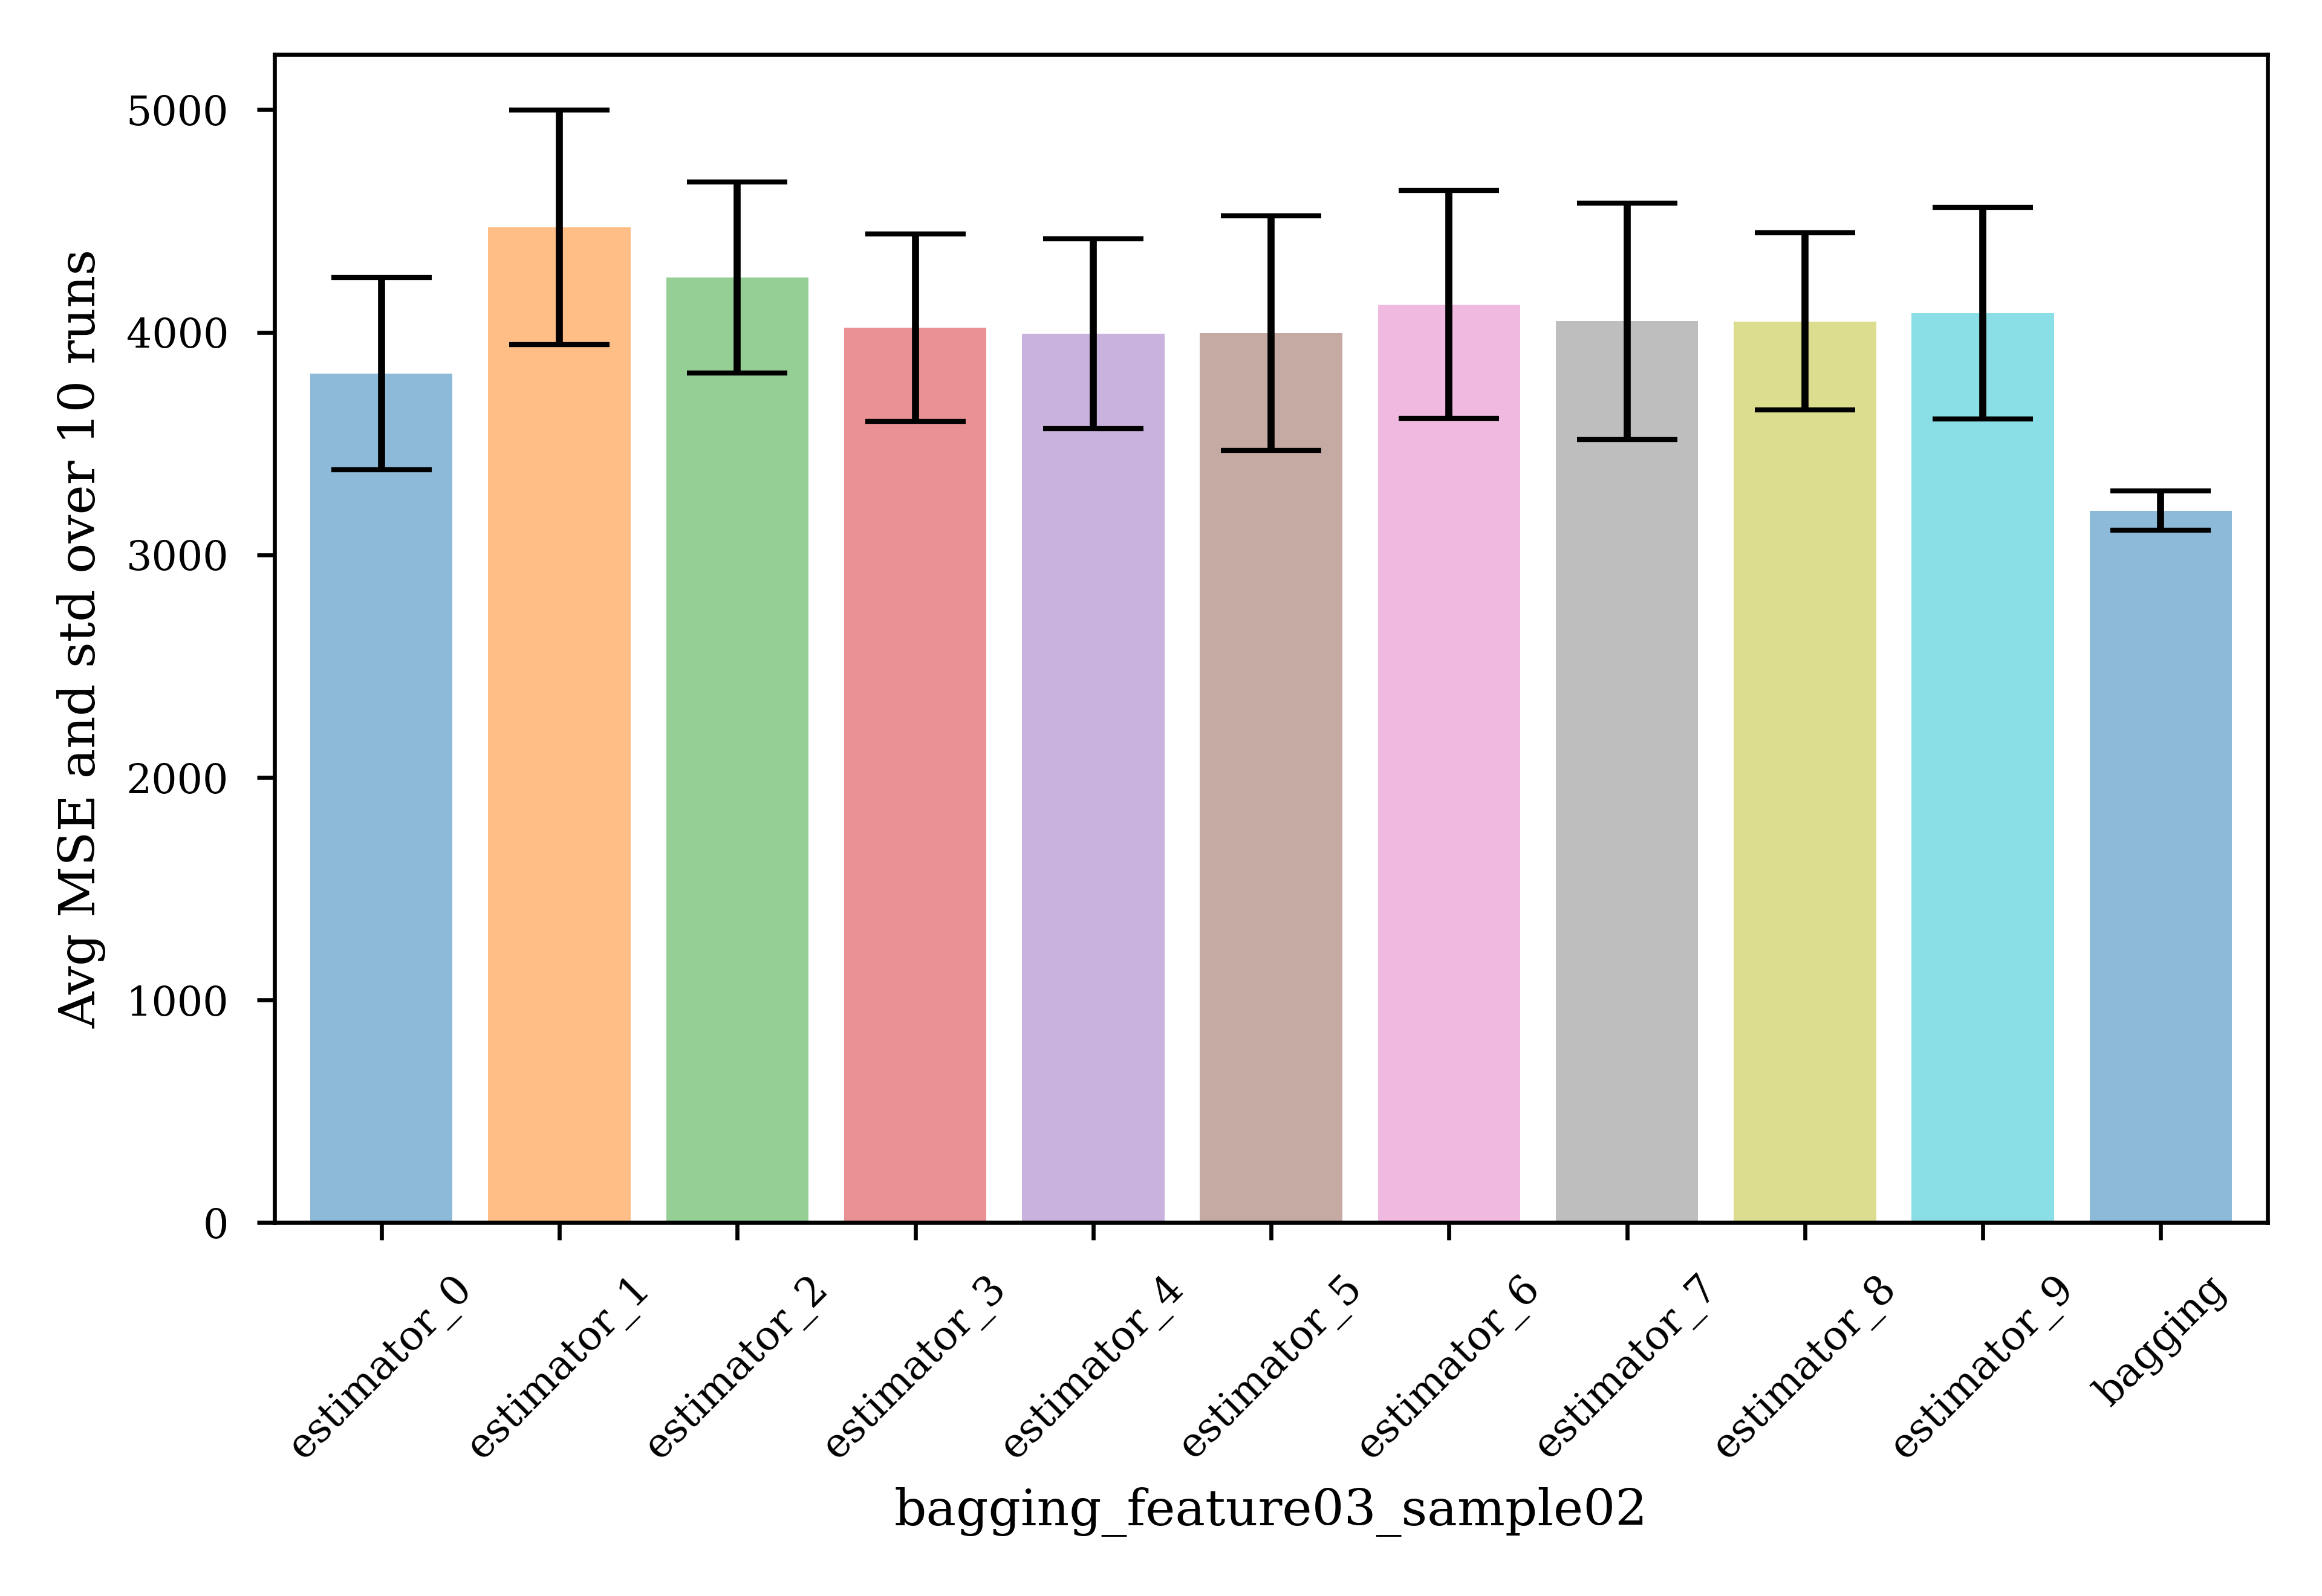 Avg MSE and std over 10 runs
5000
4000
3000
2000
1000
0
estimator_0
estimator_1
estimator_2
estimator_3
estimator_4
estimator_5
estimator_6
estimator_7
estimator_8
estimator_9
bagging
bagging_feature03_sample02